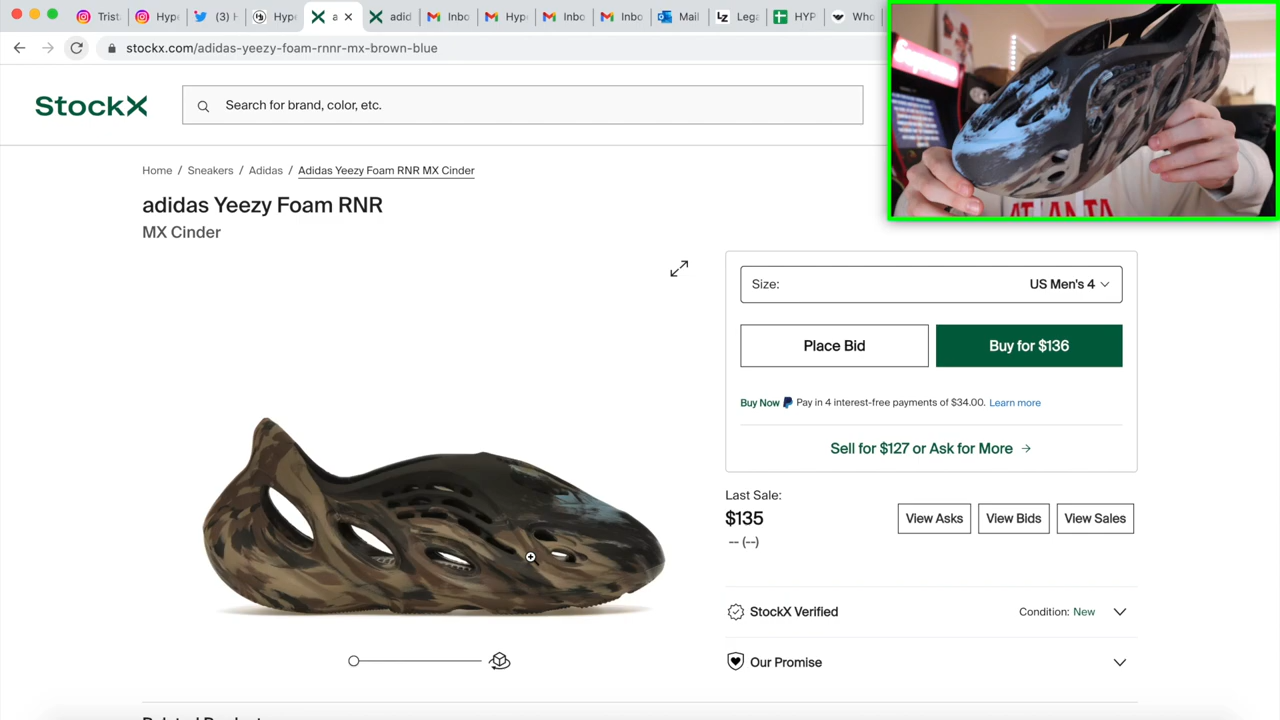 Trist
Hype
(3) H
Hype
a
adid
Inbo
Hyp
Inbo
Inbo
Mail
Lega
HYP
Who
stockx.com/adidas-yeezy-foam-rnnr-mx-brown-blue
StockX
Search for brand, color, etc.
Supreme
ATLANTA
Home / Sneakers / Adidas / Adidas Yeezy Foam RNR MX Cinder
adidas Yeezy Foam RNR
MX Cinder
Size: US Men's 4
Place Bid
Buy for $136
Buy Now Pay in 4 interest-free payments of $34.00. Learn more
Sell for $127 or Ask for More →
Last Sale:
$135
-- (--)
View Asks
View Bids
View Sales
StockX Verified
Condition: New
Our Promise